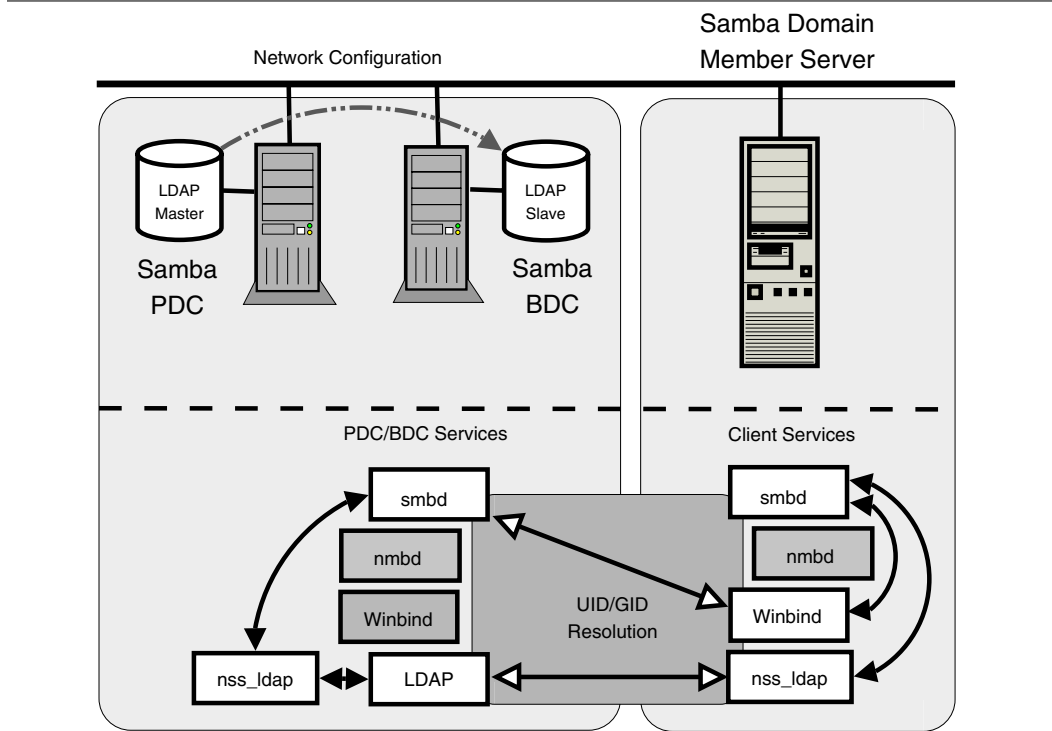 Samba Domain
Member Server
Network Configuration
LDAP
Master
LDAP
Slave
Samba
PDC
Samba
BDC
PDC/BDC Services
Client Services
smbd
smbd
nmbd
nmbd
UID/GID
Resolution
Winbind
Winbind
nss_ldap
LDAP
nss_ldap